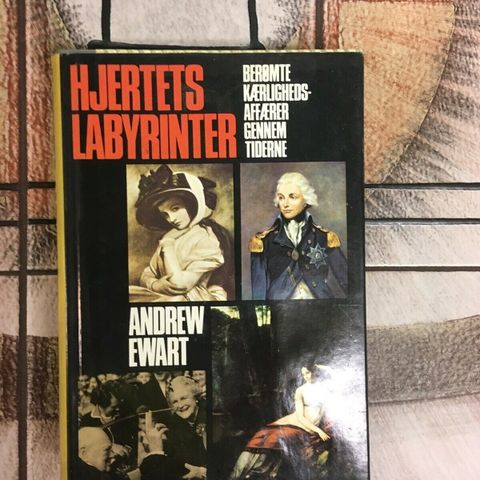 HJERTETS
LABYRINTER
BERØMTE
KÆRLIGHEDS-
AFFÆRER
GENNEM
TIDERNE
ANDREW
EWART